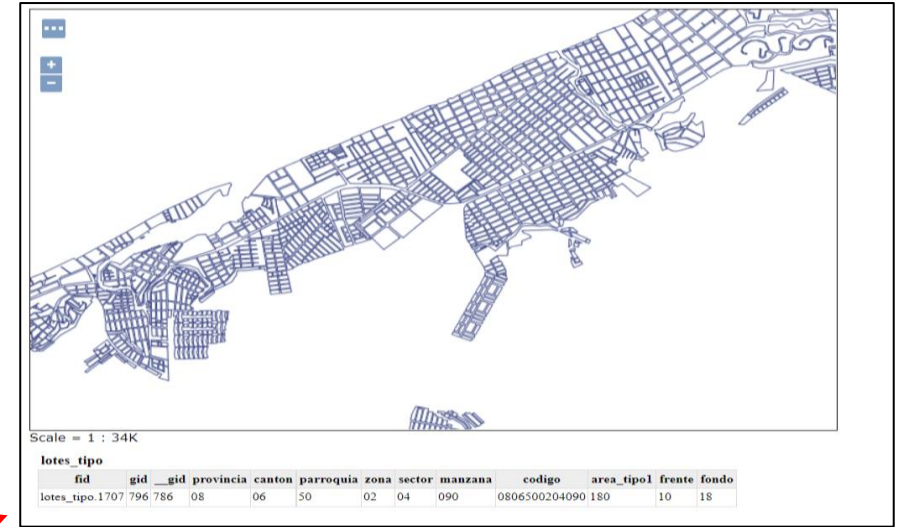 ...
+
−
Scale = 1 : 34K
lotes_tipo
fid gid __gid provincia canton parroquia zona sector manzana codigo area_tipo1 frente fondo
lotes_tipo.1707 796 786 08 06 50 02 04 090 0806500204090 180 10 18